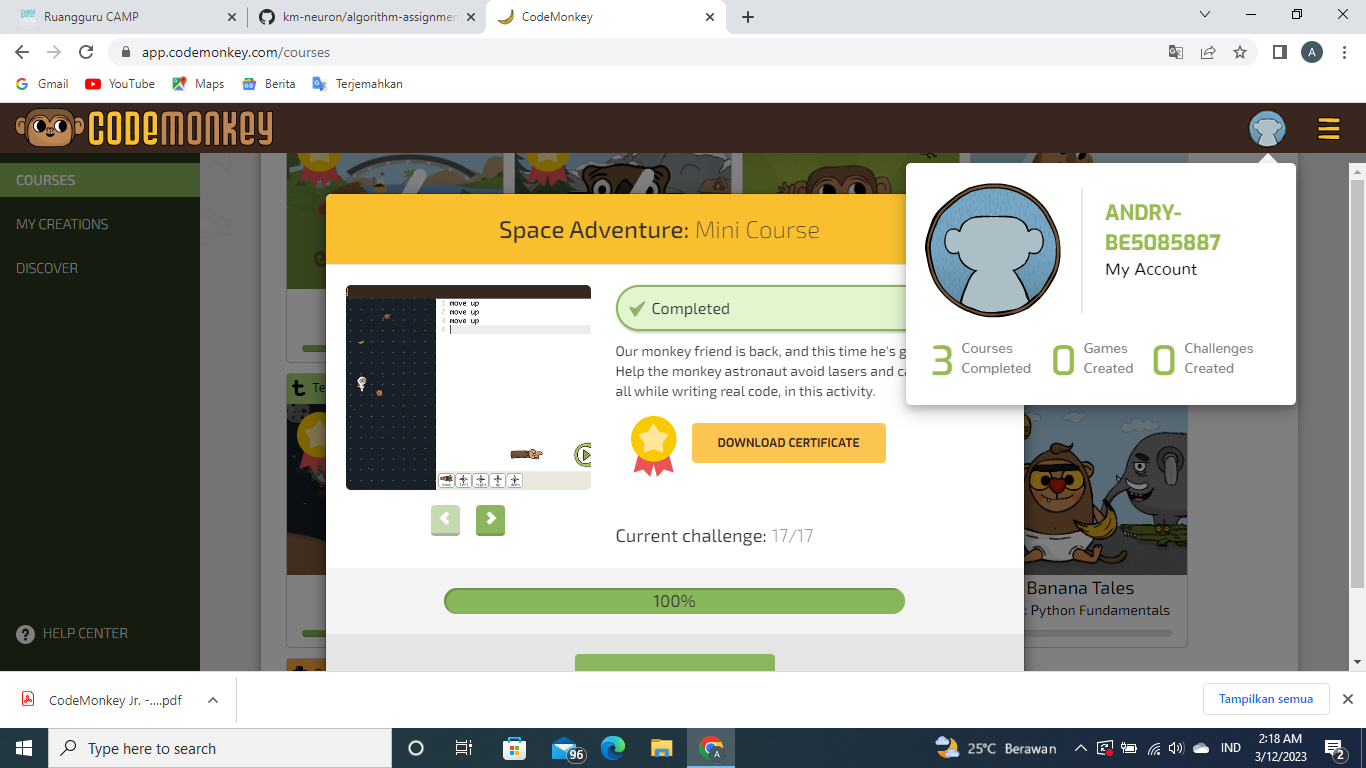 Ruangguru CAMP
km-neuron/algorithm-assignmen
CodeMonkey
app.codemonkey.com/courses
A
Gmail
YouTube
Maps
Berita
Terjemahkan
CODEMONKEY
COURSES
MY CREATIONS
DISCOVER
HELP CENTER
Space Adventure: Mini Course
1 move up
2 move up
3 move up
4
Completed
Our monkey friend is back, and this time he's g
Help the monkey astronaut avoid lasers and ca
all while writing real code, in this activity.
DOWNLOAD CERTIFICATE
Current challenge: 17/17
100%
ANDRY-
BE5085887
My Account
3 Courses Completed
0 Games Created
0 Challenges Created
t Te
Banana Tales
: Python Fundamentals
CodeMonkey Jr. -....pdf
Tampilkan semua
Type here to search
96
A
25°C Berawan
IND
2:18 AM
3/12/2023
2